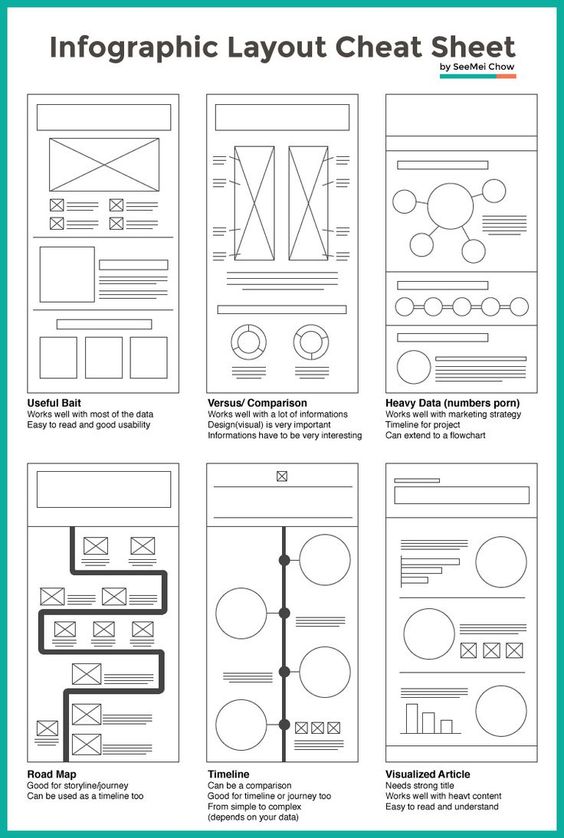 Infographic Layout Cheat Sheet
by SeeMei Chow
Useful Bait
Works well with most of the data
Easy to read and good usability
Versus/ Comparison
Works well with a lot of informations
Design(visual) is very important
Informations have to be very interesting
Heavy Data (numbers porn)
Works well with marketing strategy
Timeline for project
Can extend to a flowchart
Road Map
Good for storyline/journey
Can be used as a timeline too
Timeline
Can be a comparison
Good for timeline or journey too
From simple to complex
(depends on your data)
Visualized Article
Needs strong title
Works well with heavt content
Easy to read and understand